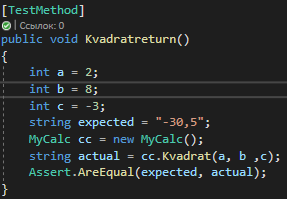 [TestMethod]
| Ссылок: 0
public void Kvadratreturn()
{
int a = 2;
int b = 8;
int c = -3;
string expected = "-30,5";
MyCalc cc = new MyCalc();
string actual = cc.Kvadrat(a, b ,c);
Assert.AreEqual(expected, actual);
}